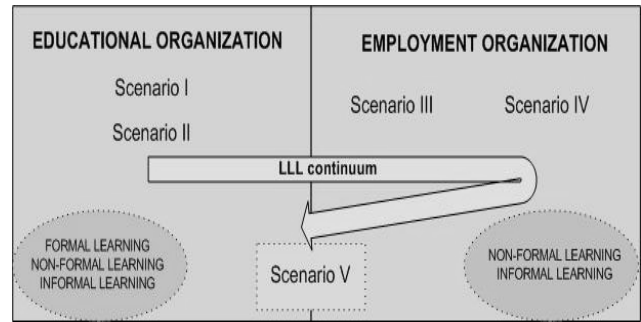 EDUCATIONAL ORGANIZATION
EMPLOYMENT ORGANIZATION
Scenario I
Scenario II
Scenario III
Scenario IV
LLL continuum
FORMAL LEARNING
NON-FORMAL LEARNING
INFORMAL LEARNING
Scenario V
NON-FORMAL LEARNING
INFORMAL LEARNING